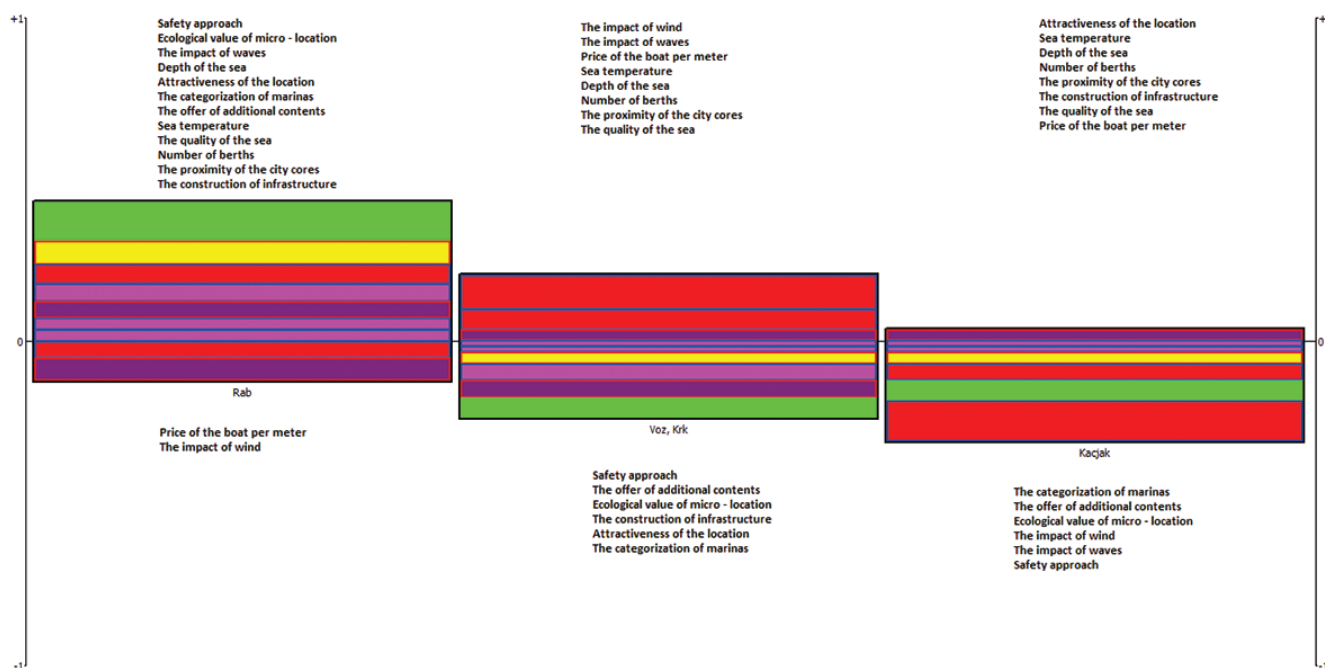 +1
Safety approach
Ecological value of micro - location
The impact of waves
Depth of the sea
Attractiveness of the location
The categorization of marinas
The offer of additional contents
Sea temperature
The quality of the sea
Number of berths
The proximity of the city cores
The construction of infrastructure
The impact of wind
The impact of waves
Price of the boat per meter
Sea temperature
Depth of the sea
Number of berths
The proximity of the city cores
The quality of the sea
Attractiveness of the location
Sea temperature
Depth of the sea
Number of berths
The proximity of the city cores
The construction of infrastructure
The quality of the sea
Price of the boat per meter
+
0
0
Rab
Voz, Krk
Kacjak
Price of the boat per meter
The impact of wind
Safety approach
The offer of additional contents
Ecological value of micro - location
The construction of infrastructure
Attractiveness of the location
The categorization of marinas
The categorization of marinas
The offer of additional contents
Ecological value of micro - location
The impact of wind
The impact of waves
Safety approach
-1